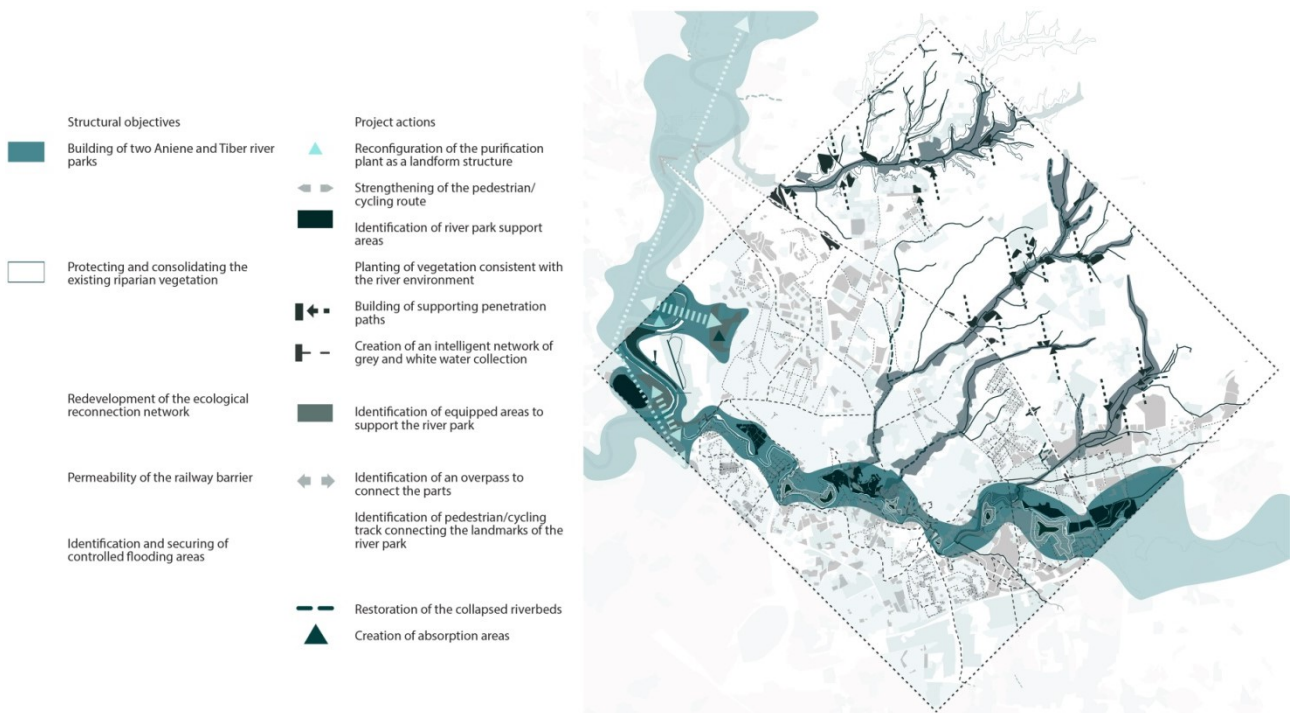 Structural objectives
Building of two Aniene and Tiber river
parks
Protecting and consolidating the
existing riparian vegetation
Redevelopment of the ecological
reconnection network
Permeability of the railway barrier
Identification and securing of
controlled flooding areas
Project actions
Reconfiguration of the purification
plant as a landform structure
Strengthening of the pedestrian/
cycling route
Identification of river park support
areas
Planting of vegetation consistent with
the river environment
Building of supporting penetration
paths
Creation of an intelligent network of
grey and white water collection
Identification of equipped areas to
support the river park
Identification of an overpass to
connect the parts
Identification of pedestrian/cycling
track connecting the landmarks of the
river park
Restoration of the collapsed riverbeds
Creation of absorption areas